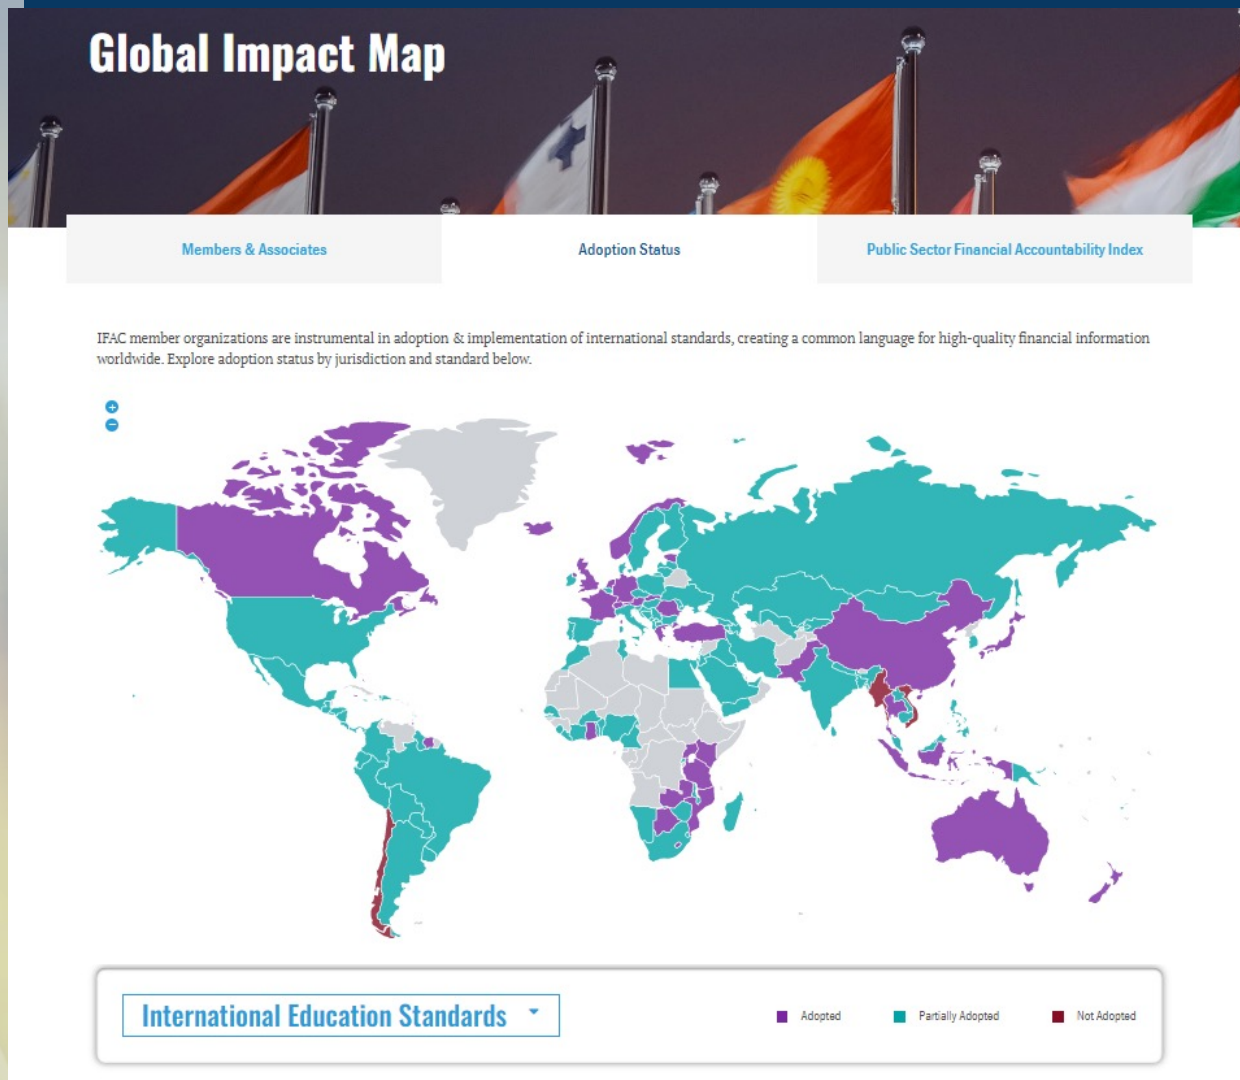 Global Impact Map
Members & Associates
Adoption Status
Public Sector Financial Accountability Index
IFAC member organizations are instrumental in adoption & implementation of international standards, creating a common language for high-quality financial information
worldwide. Explore adoption status by jurisdiction and standard below.
International Education Standards
Adopted
Partially Adopted
Not Adopted